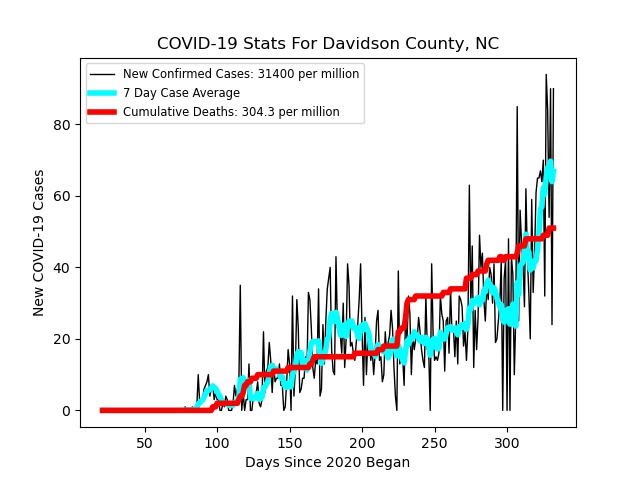 COVID-19 Stats For Davidson County, NC
New Confirmed Cases: 31400 per million
7 Day Case Average
Cumulative Deaths: 304.3 per million
New COVID-19 Cases
80
60
40
20
0
50 100 150 200 250 300
Days Since 2020 Began